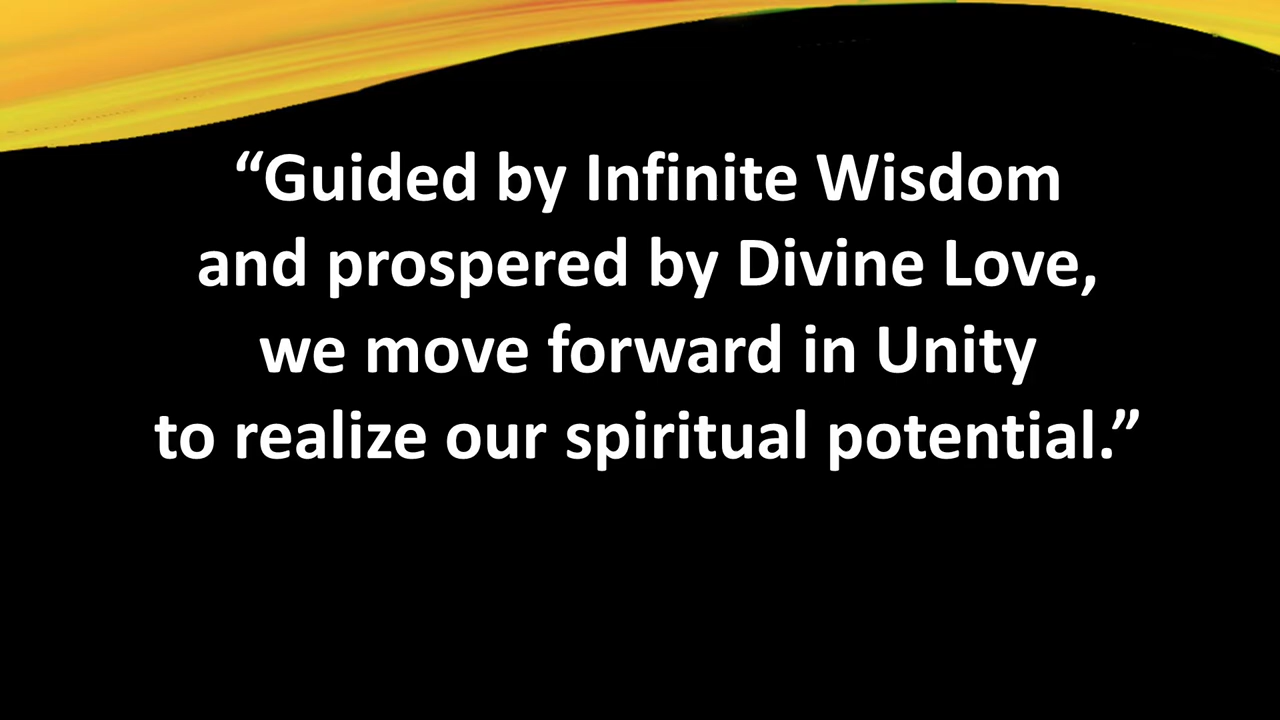 “Guided by Infinite Wisdom
and prospered by Divine Love,
we move forward in Unity
to realize our spiritual potential.”